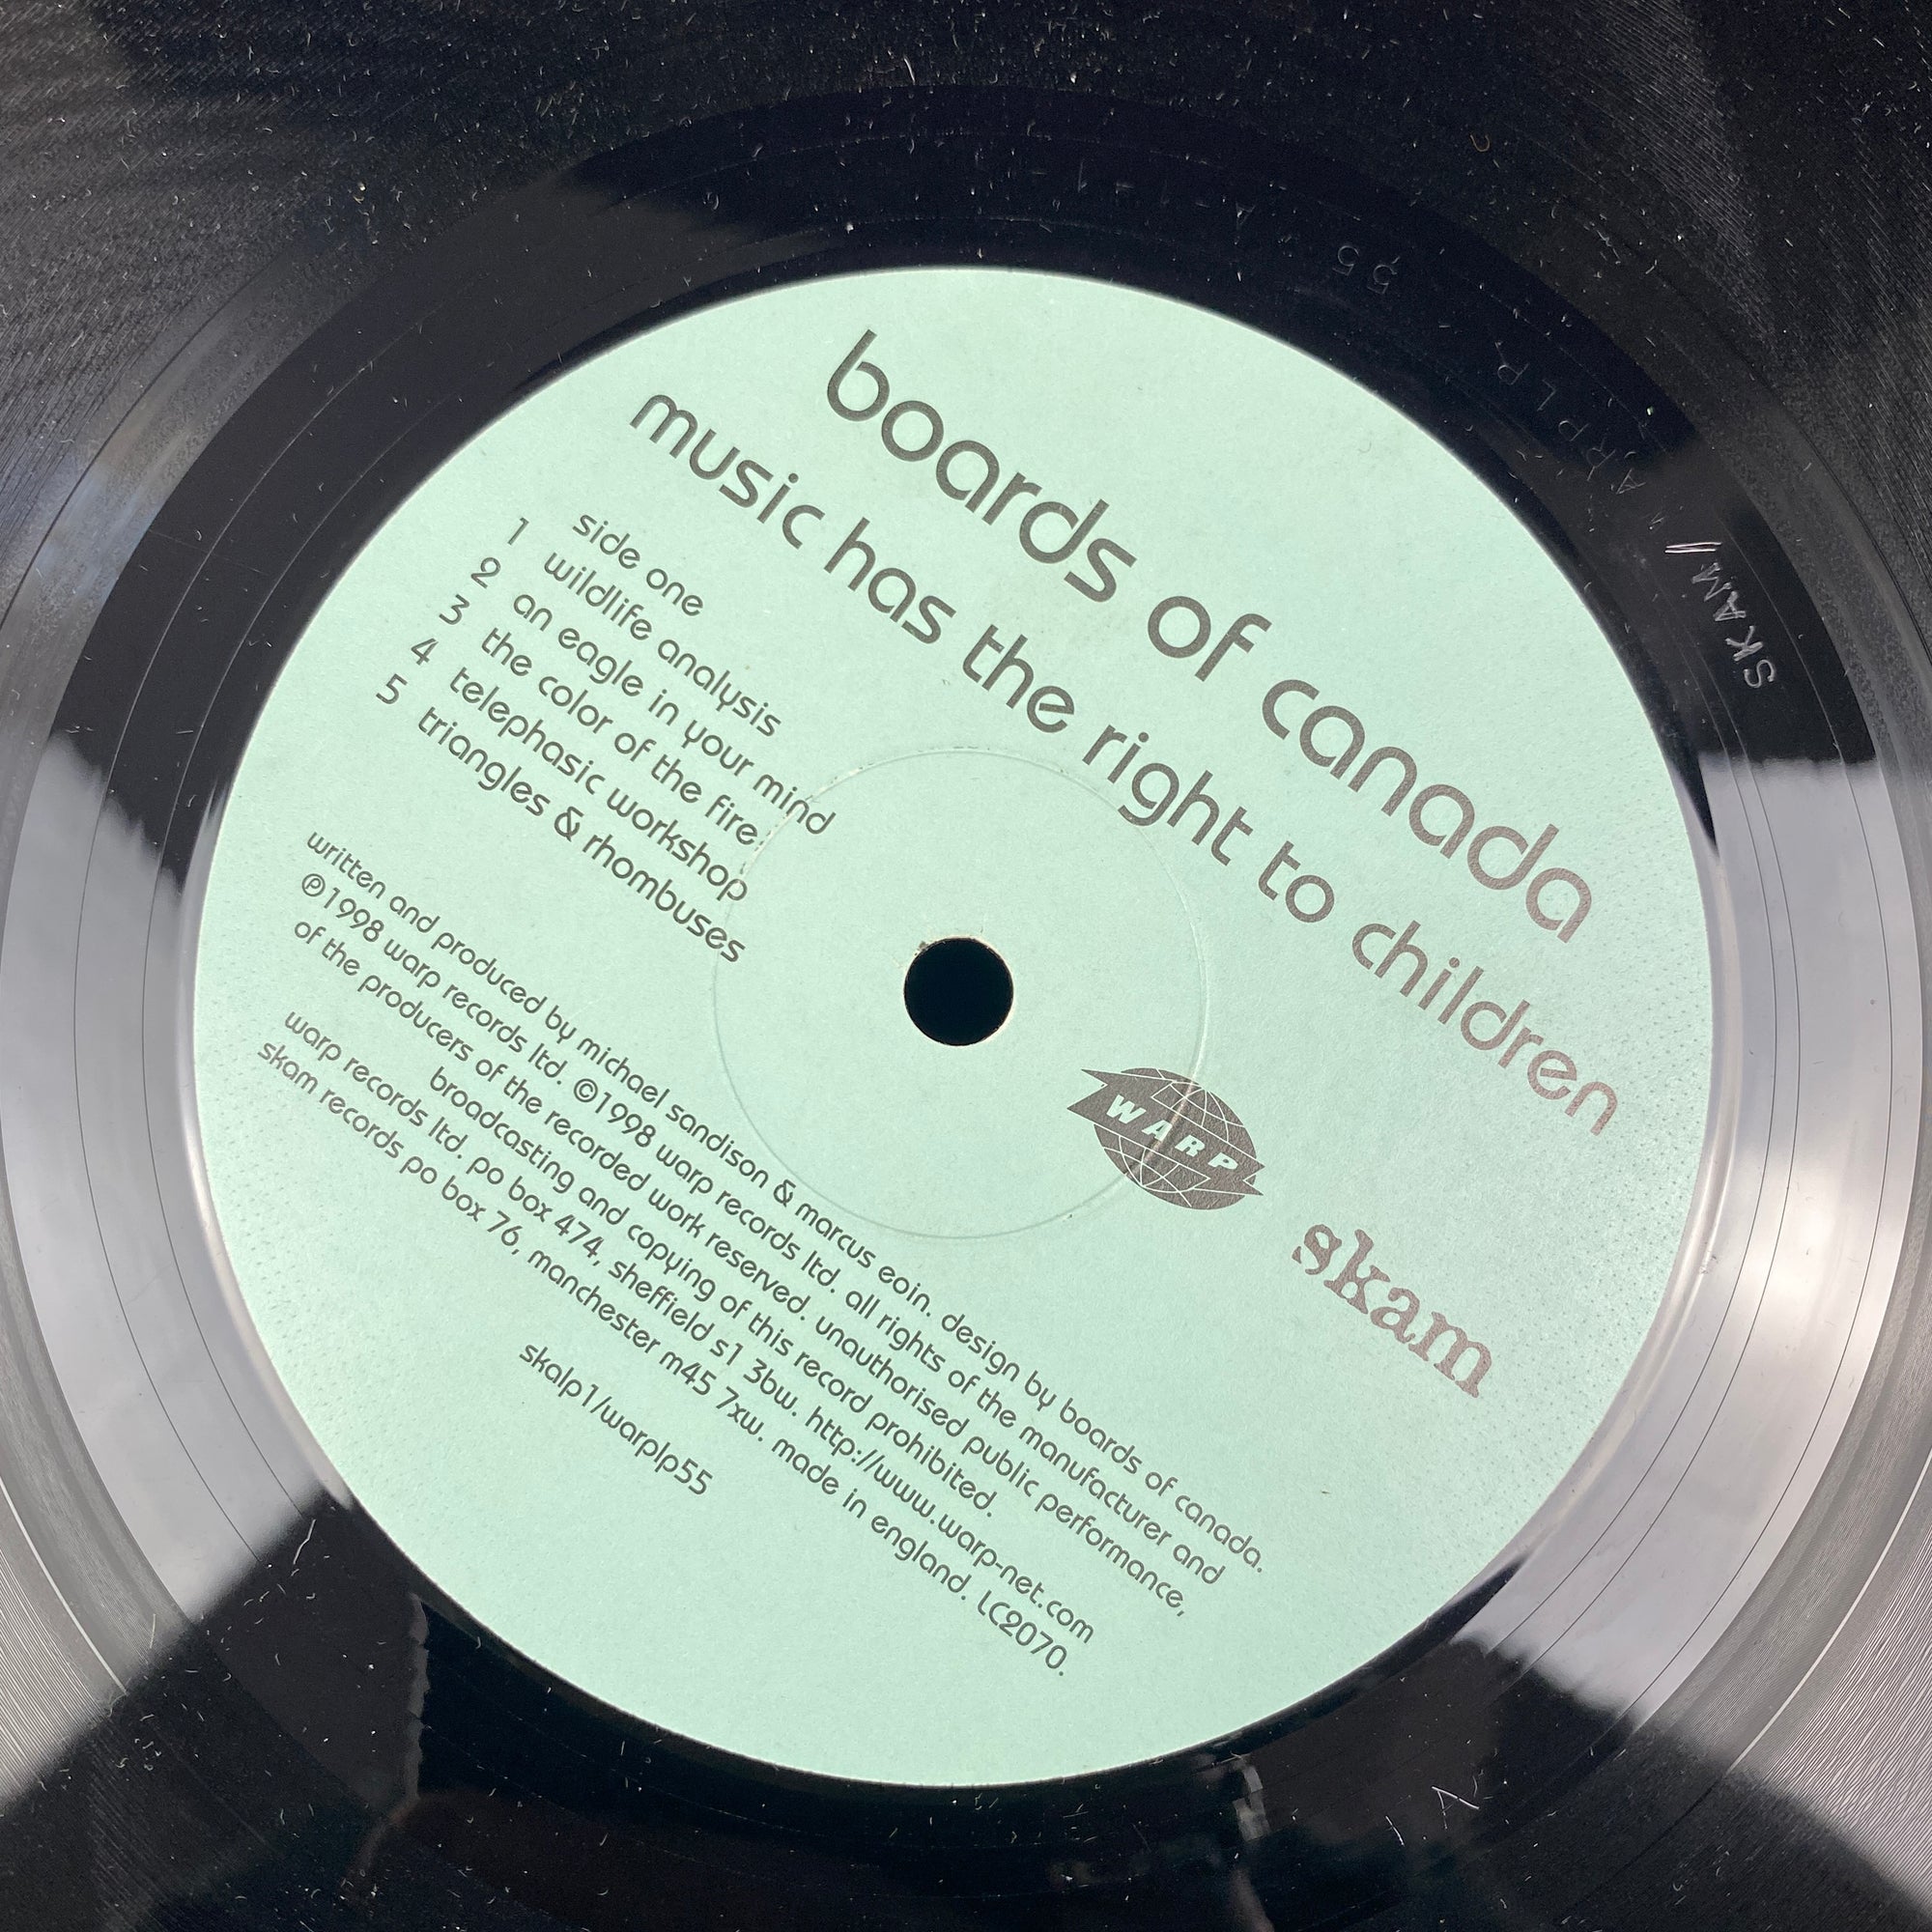 boards of canada
music has the right to children
side one
1 wildlife analysis
2 an eagle in your mind
3 the color of the fire
4 telephasic workshop
5 triangles & rhombuses
WARP
skam
written and produced by michael sandison & marcus eoin. design by boards of canada.
℗1998 warp records ltd. ©1998 warp records ltd. all rights of the manufacturer and
of the producers of the recorded work reserved. unauthorised public performance,
broadcasting and copying of this record prohibited.
warp records ltd. po box 474, sheffield s1 3bw. http://www.warp-net.com
skam records po box 76, manchester m45 7xw. made in england. LC2070.
skalp1/warplp55
SKAM/
ARP LP
55
A